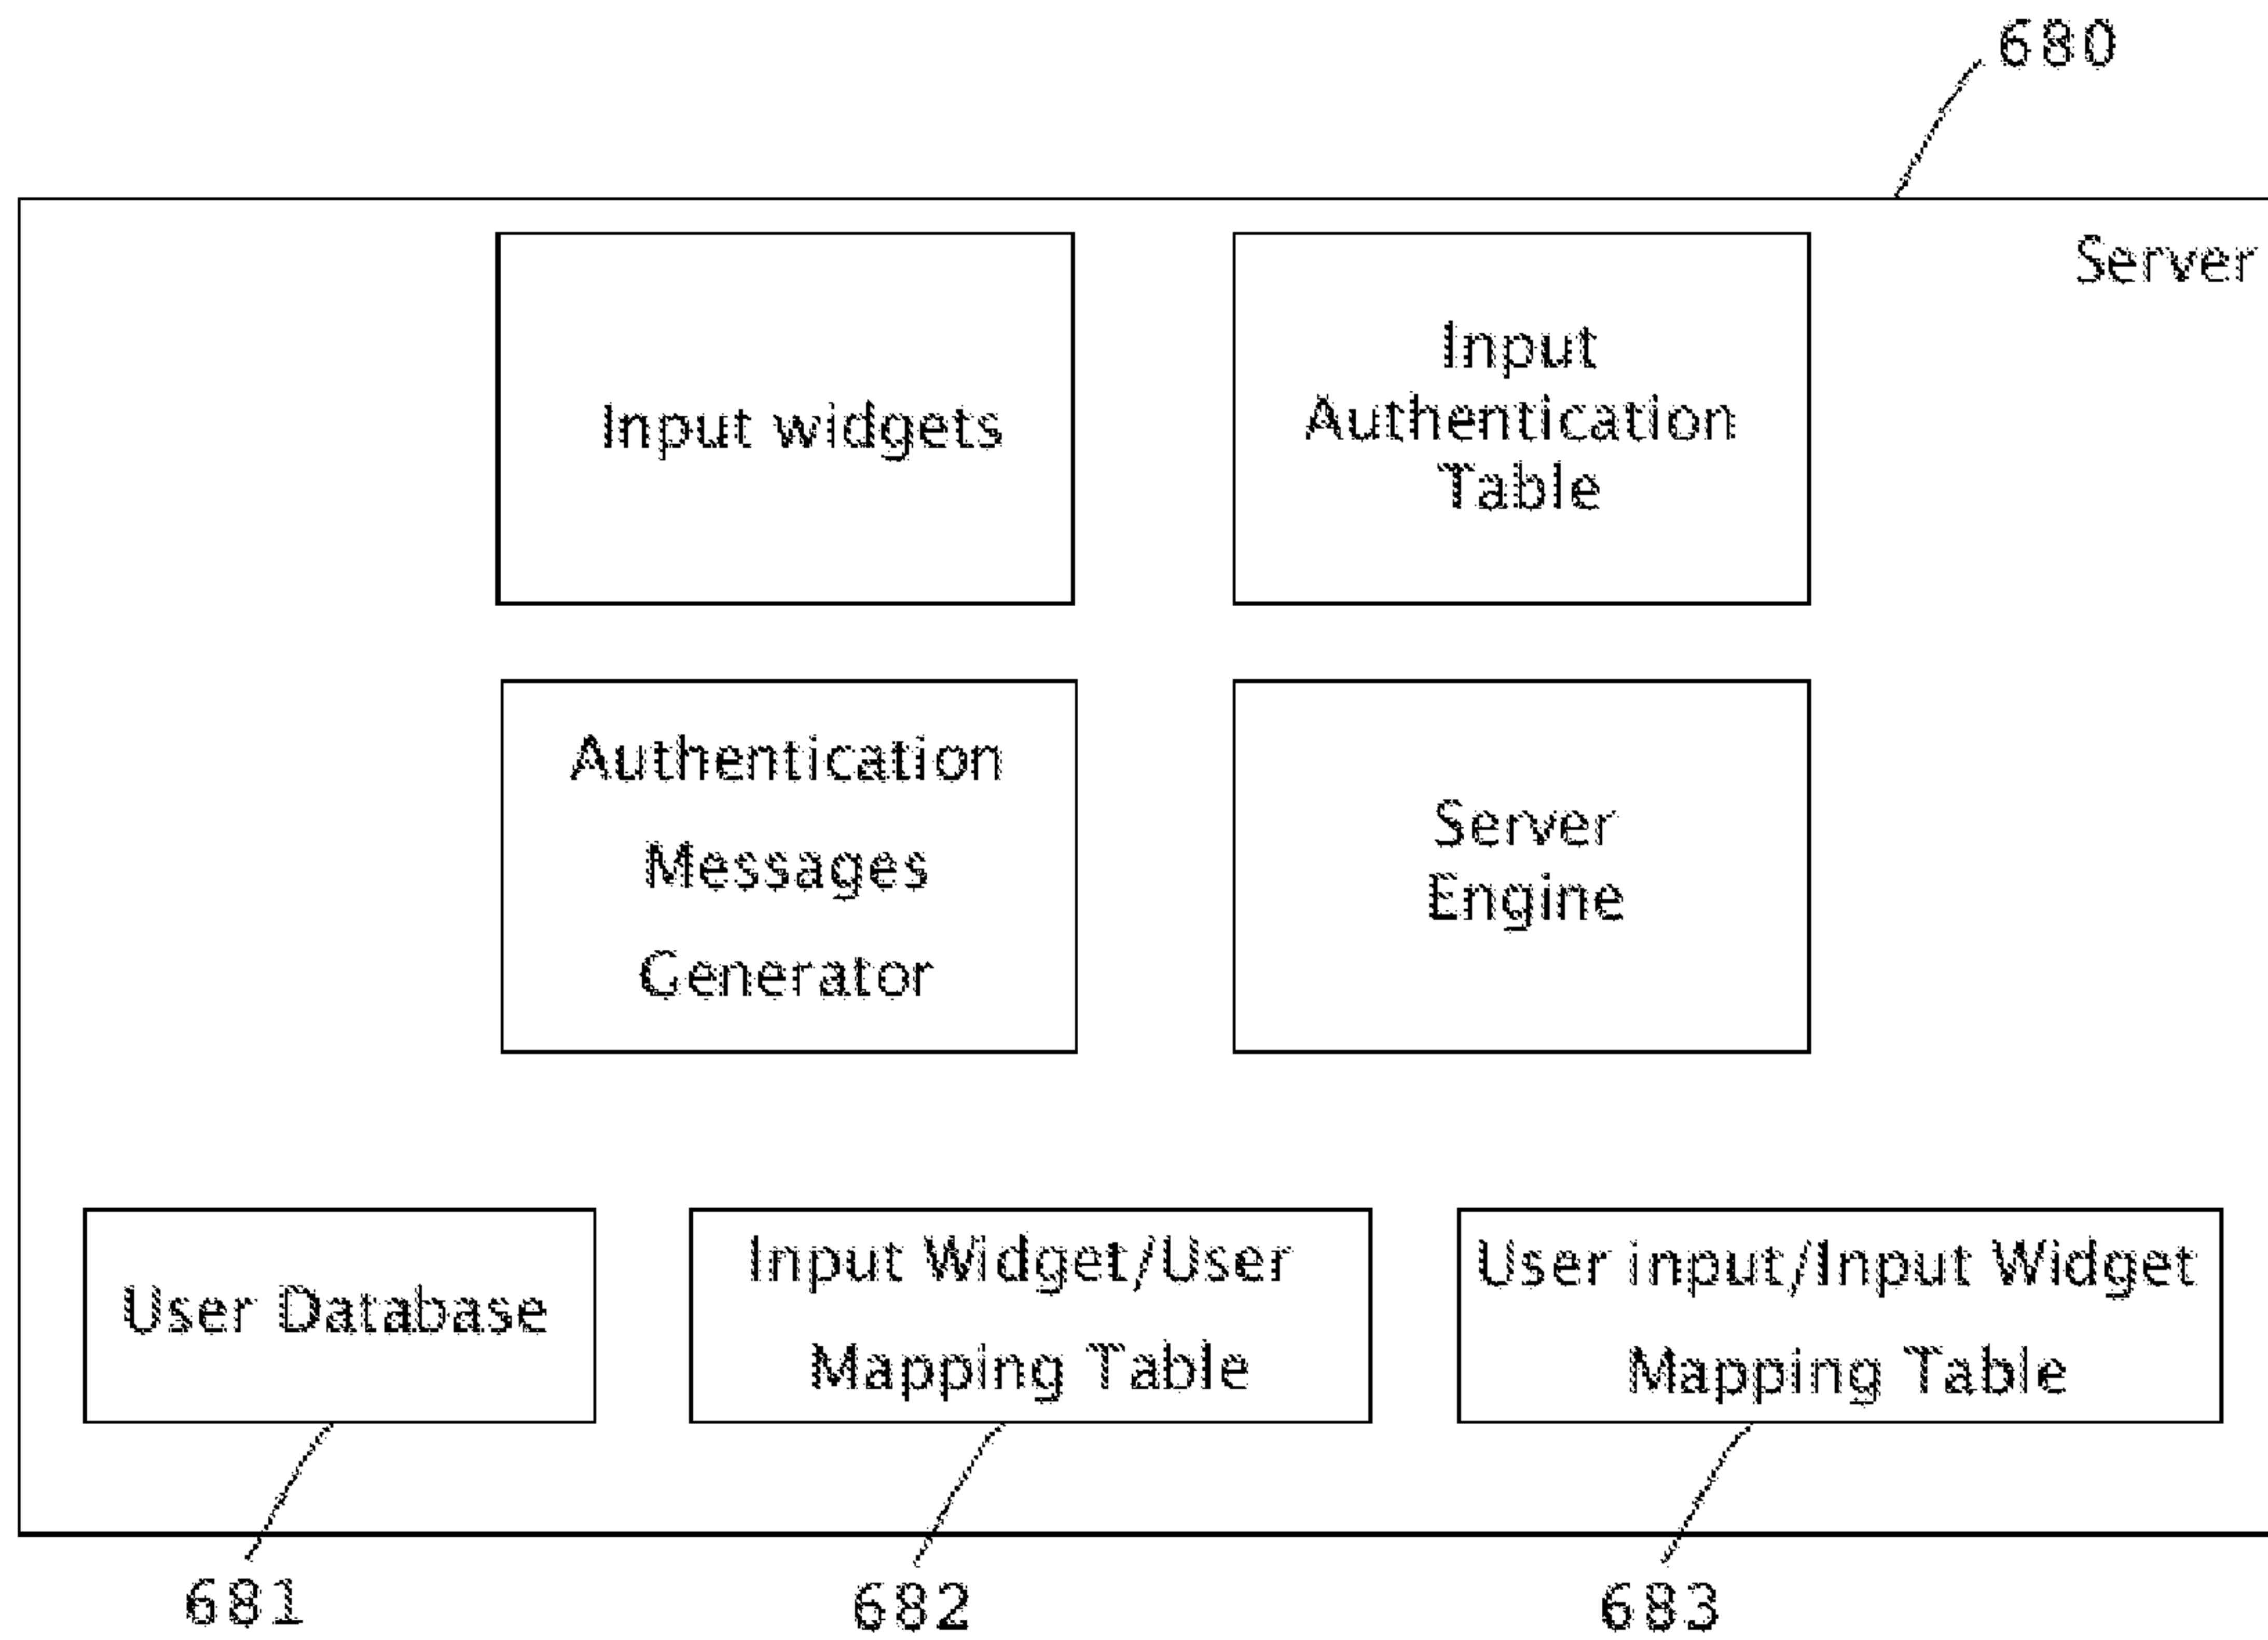 680
Server
Input widgets
Input
Authentication
Table
Authentication
Messages
Generator
Server
Engine
User Database
Input Widget/User
Mapping Table
User input/Input Widget
Mapping Table
681
682
683